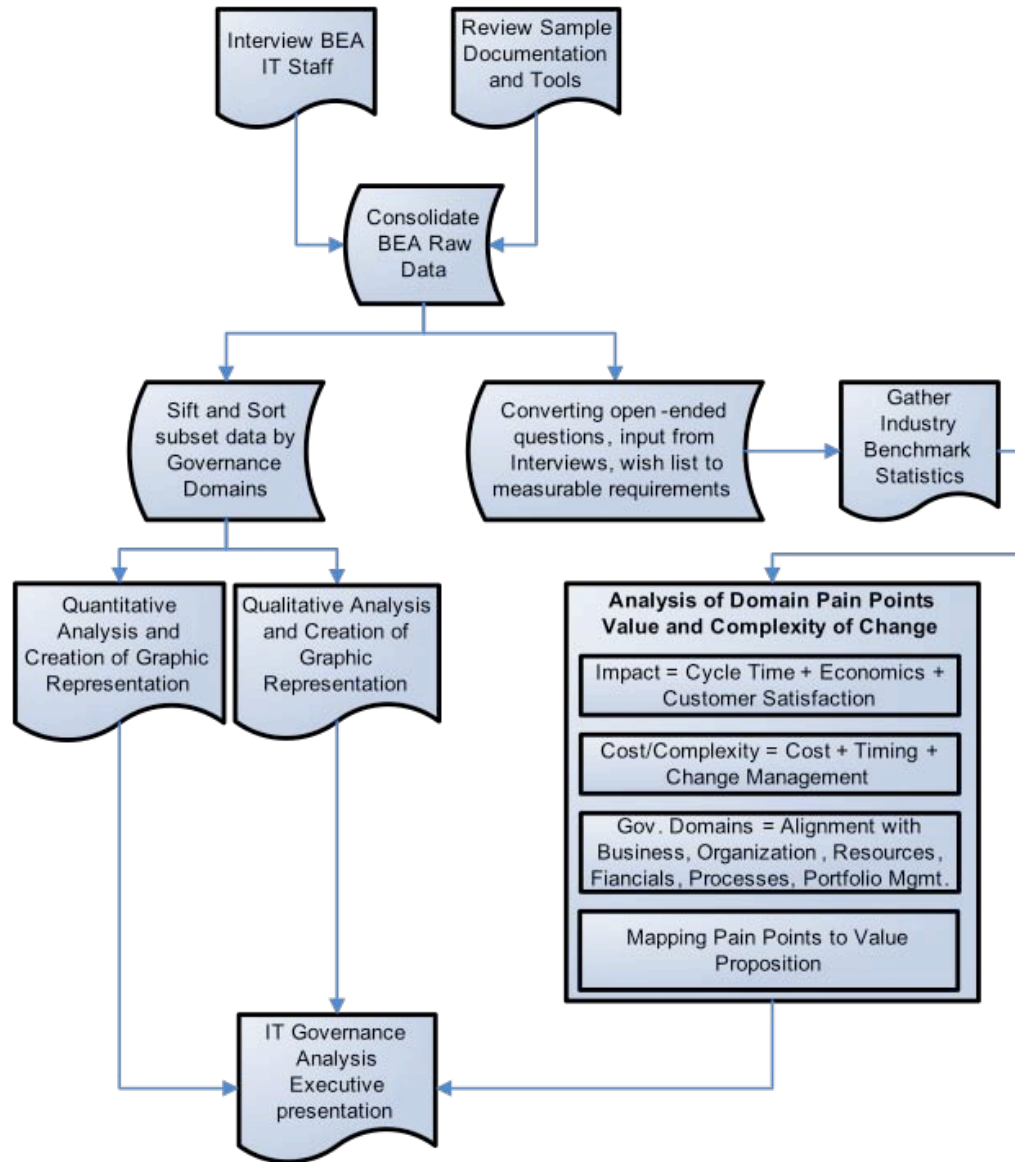 Interview BEA
IT Staff
Review Sample
Documentation
and Tools
Consolidate
BEA Raw
Data
Sift and Sort
subset data by
Governance
Domains
Converting open -ended
questions, input from
Interviews, wish list to
measurable requirements
Gather
Industry
Benchmark
Statistics
Quantitative
Analysis and
Creation of Graphic
Representation
Qualitative Analysis
and Creation of
Graphic
Representation
Analysis of Domain Pain Points
Value and Complexity of Change
Impact = Cycle Time + Economics +
Customer Satisfaction
Cost/Complexity = Cost + Timing +
Change Management
Gov. Domains = Alignment with
Business, Organization , Resources,
Fiancials, Processes, Portfolio Mgmt.
Mapping Pain Points to Value
Proposition
IT Governance
Analysis
Executive
presentation